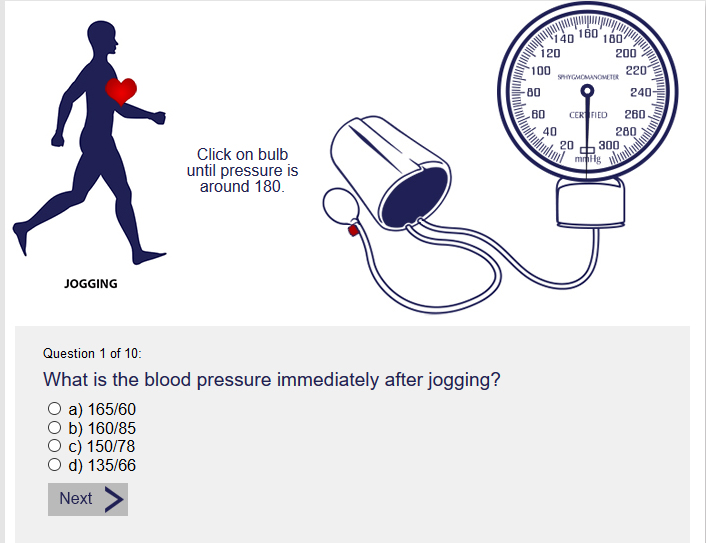 140 160 180
120 200
100 220
SPHYGMOMANOMETER
80 240
60 CERTIFIED 260
40 280
20 300
mmHg
Click on bulb
until pressure is
around 180.
JOGGING
Question 1 of 10:
What is the blood pressure immediately after jogging?
a) 165/60
b) 160/85
c) 150/78
d) 135/66
Next